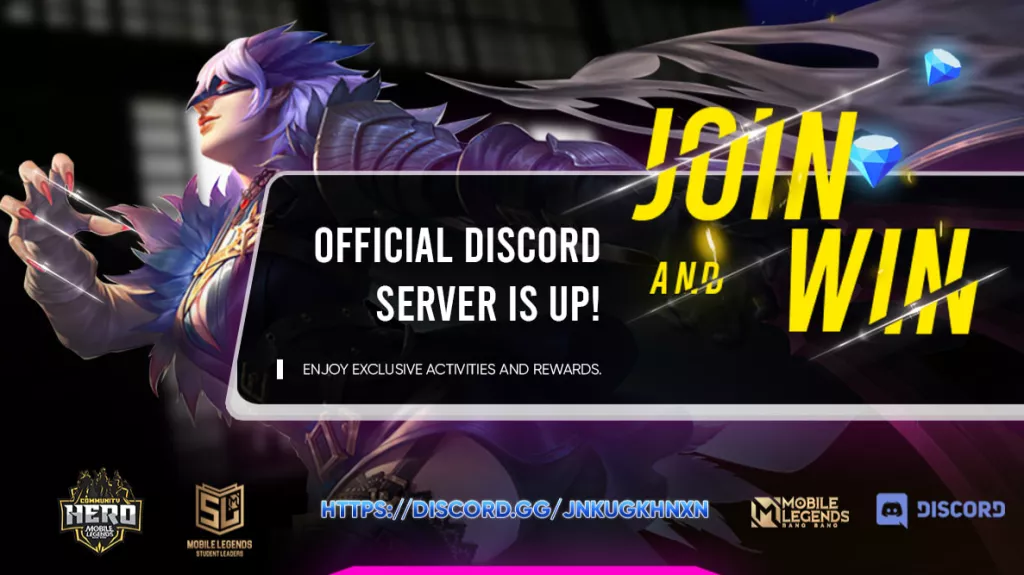 JOIN
AND
WIN
OFFICIAL DISCORD
SERVER IS UP!
ENJOY EXCLUSIVE ACTIVITIES AND REWARDS.
COMMUNITY
HERO
MOBILE
LEGENDS
SL
MOBILE LEGENDS
STUDENT LEADERS
HTTPS://DISCORD.GG/JNKUGKHNXN
MOBILE
LEGENDS
BANG BANG
DISCORD